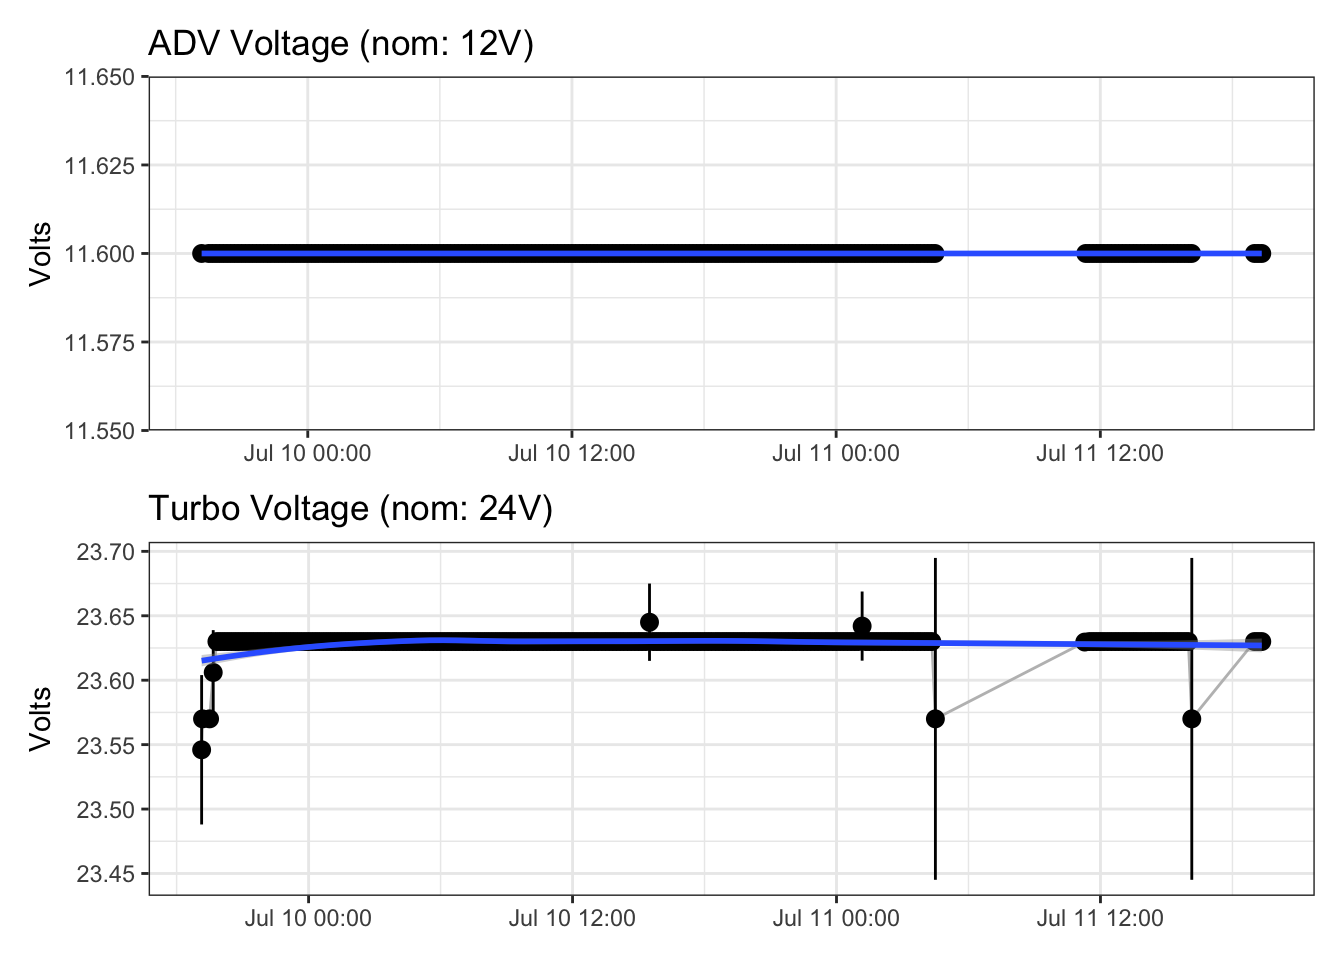 ADV Voltage (nom: 12V)
11.650
11.625
11.600
11.575
11.550
Volts
Jul 10 00:00 Jul 10 12:00 Jul 11 00:00 Jul 11 12:00
Turbo Voltage (nom: 24V)
23.70
23.65
23.60
23.55
23.50
23.45
Volts
Jul 10 00:00 Jul 10 12:00 Jul 11 00:00 Jul 11 12:00